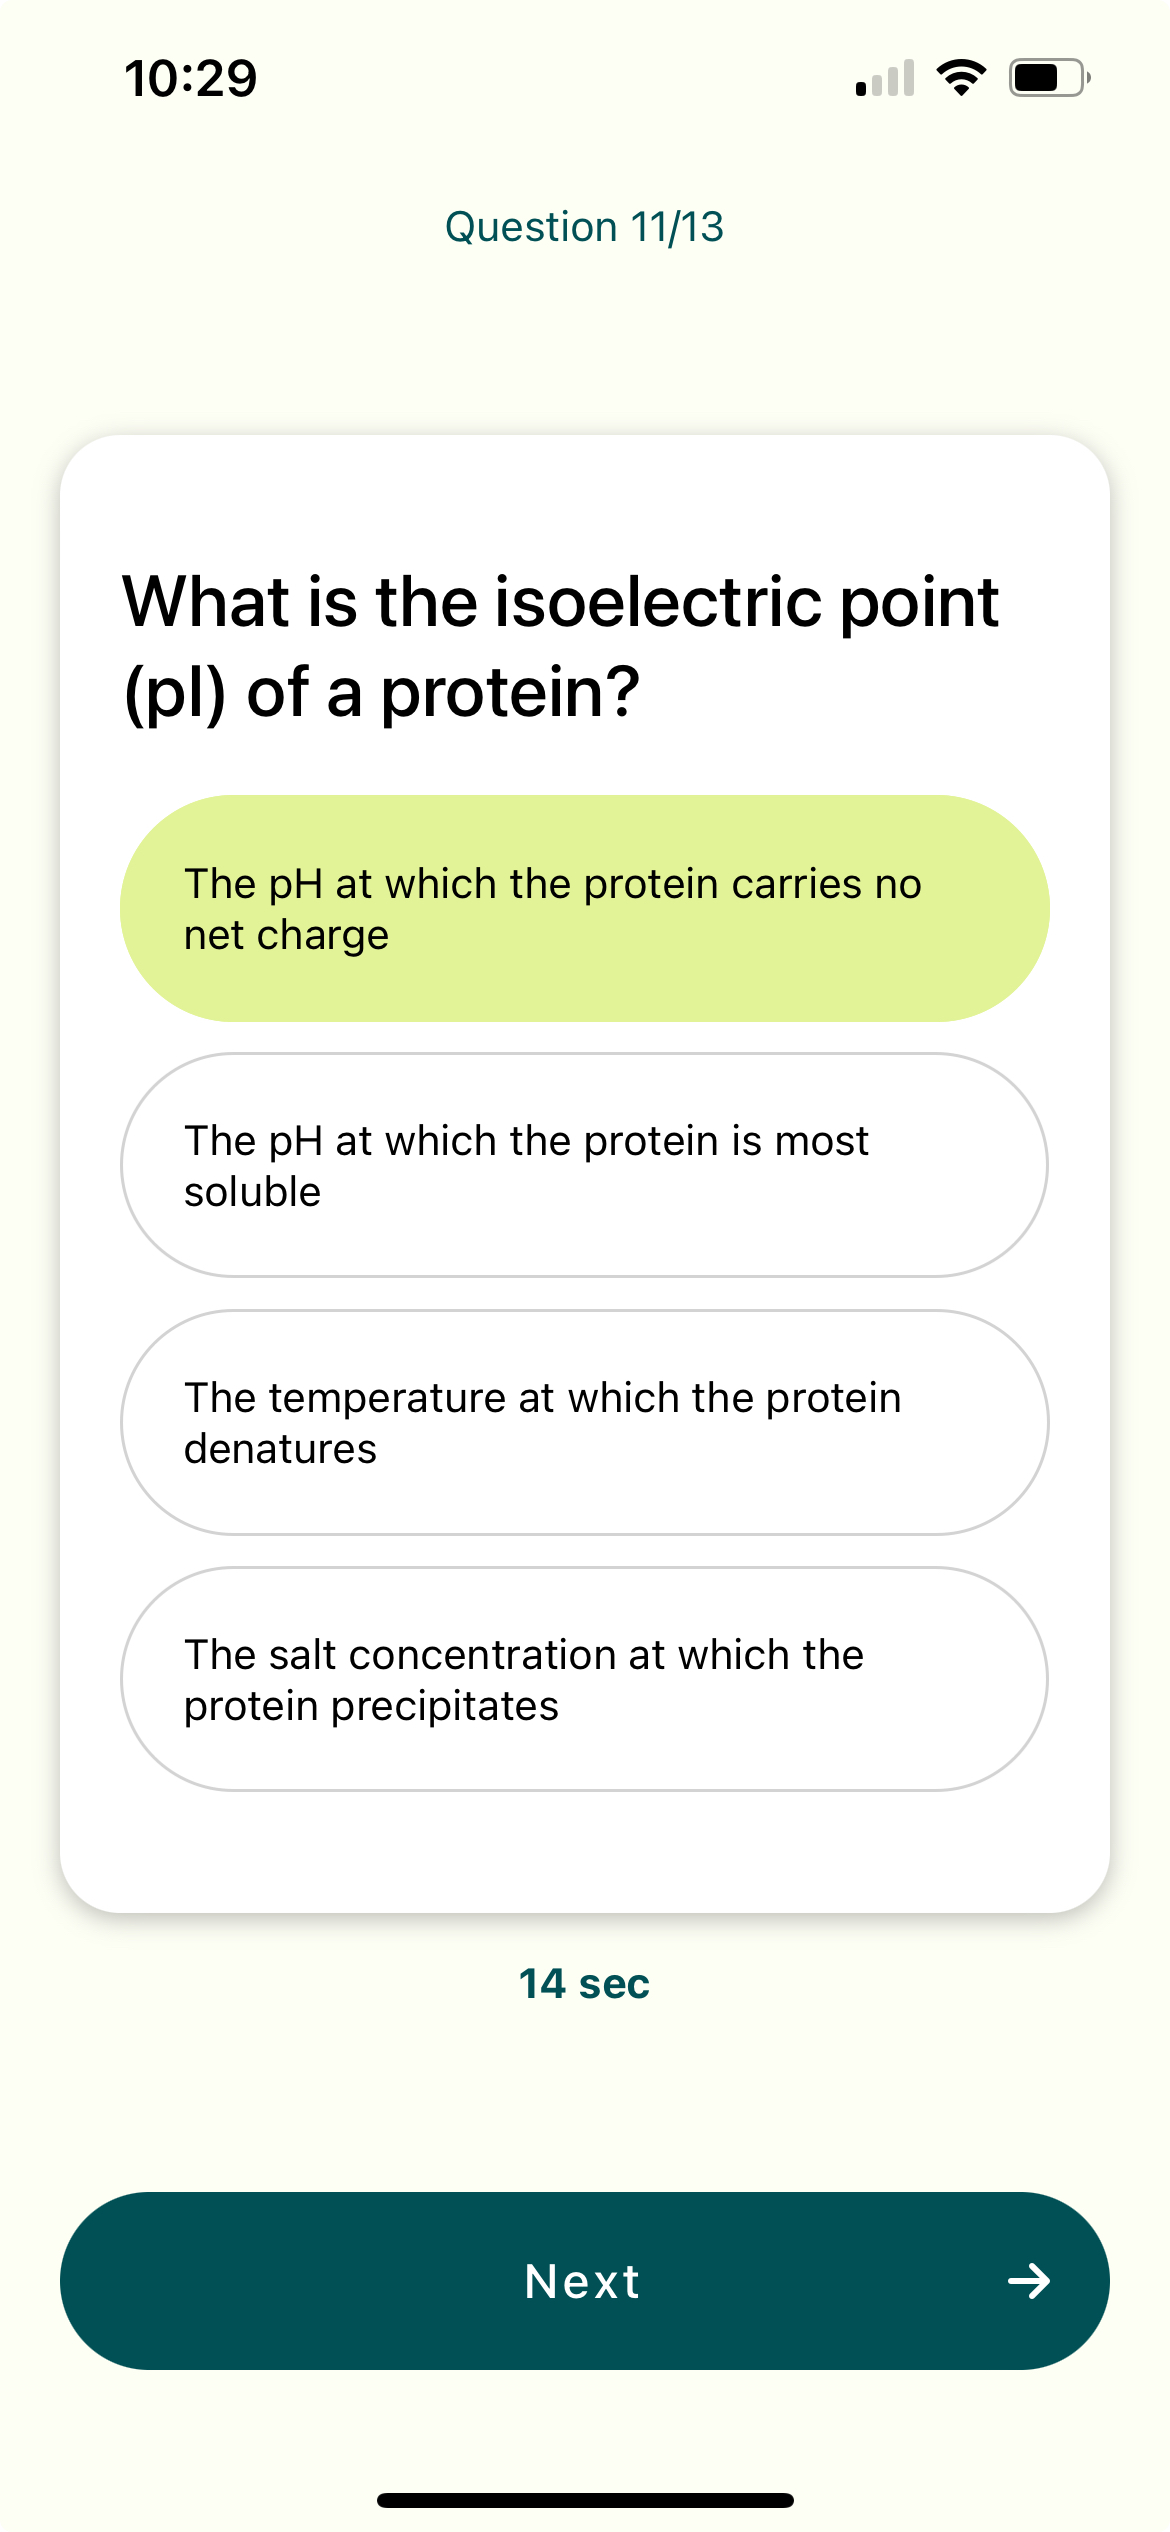 10:29
Question 11/13
What is the isoelectric point
(pI) of a protein?
The pH at which the protein carries no
net charge
The pH at which the protein is most
soluble
The temperature at which the protein
denatures
The salt concentration at which the
protein precipitates
14 sec
Next